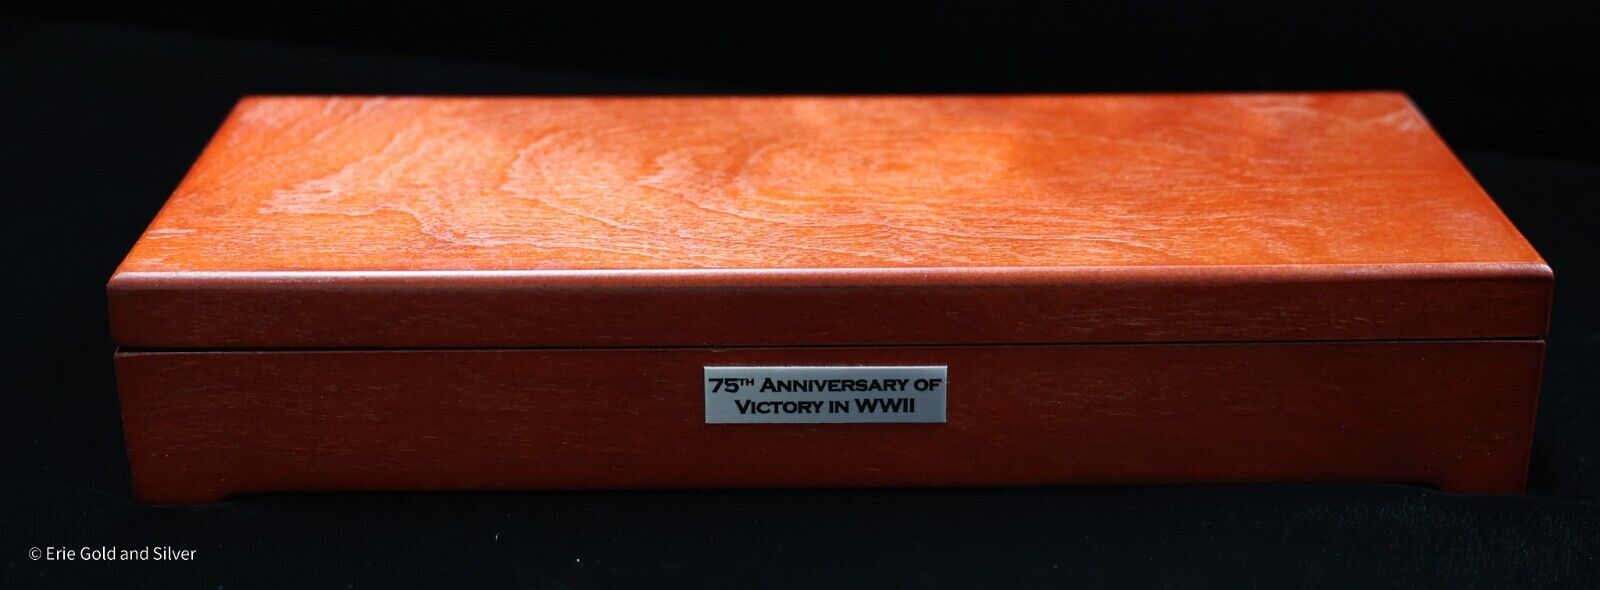 75TH ANNIVERSARY OF
VICTORY IN WWII
© Erie Gold and Silver